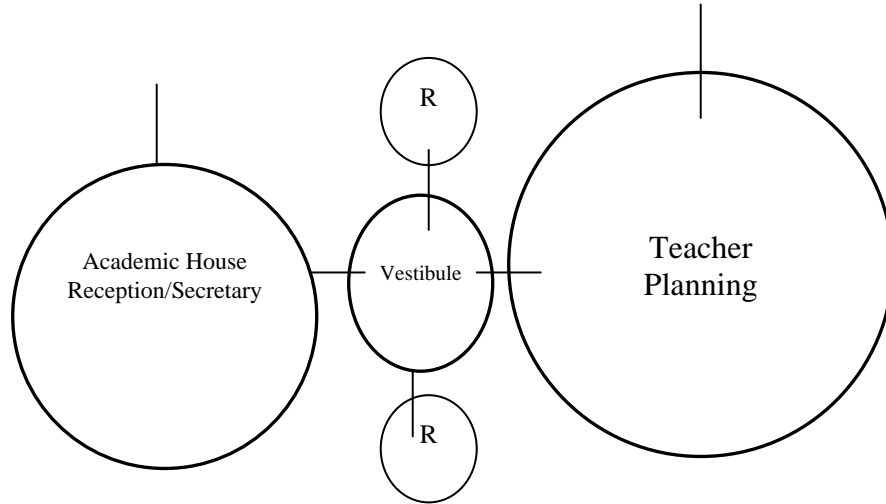 R
Academic House
Reception/Secretary
Vestibule
Teacher
Planning
R